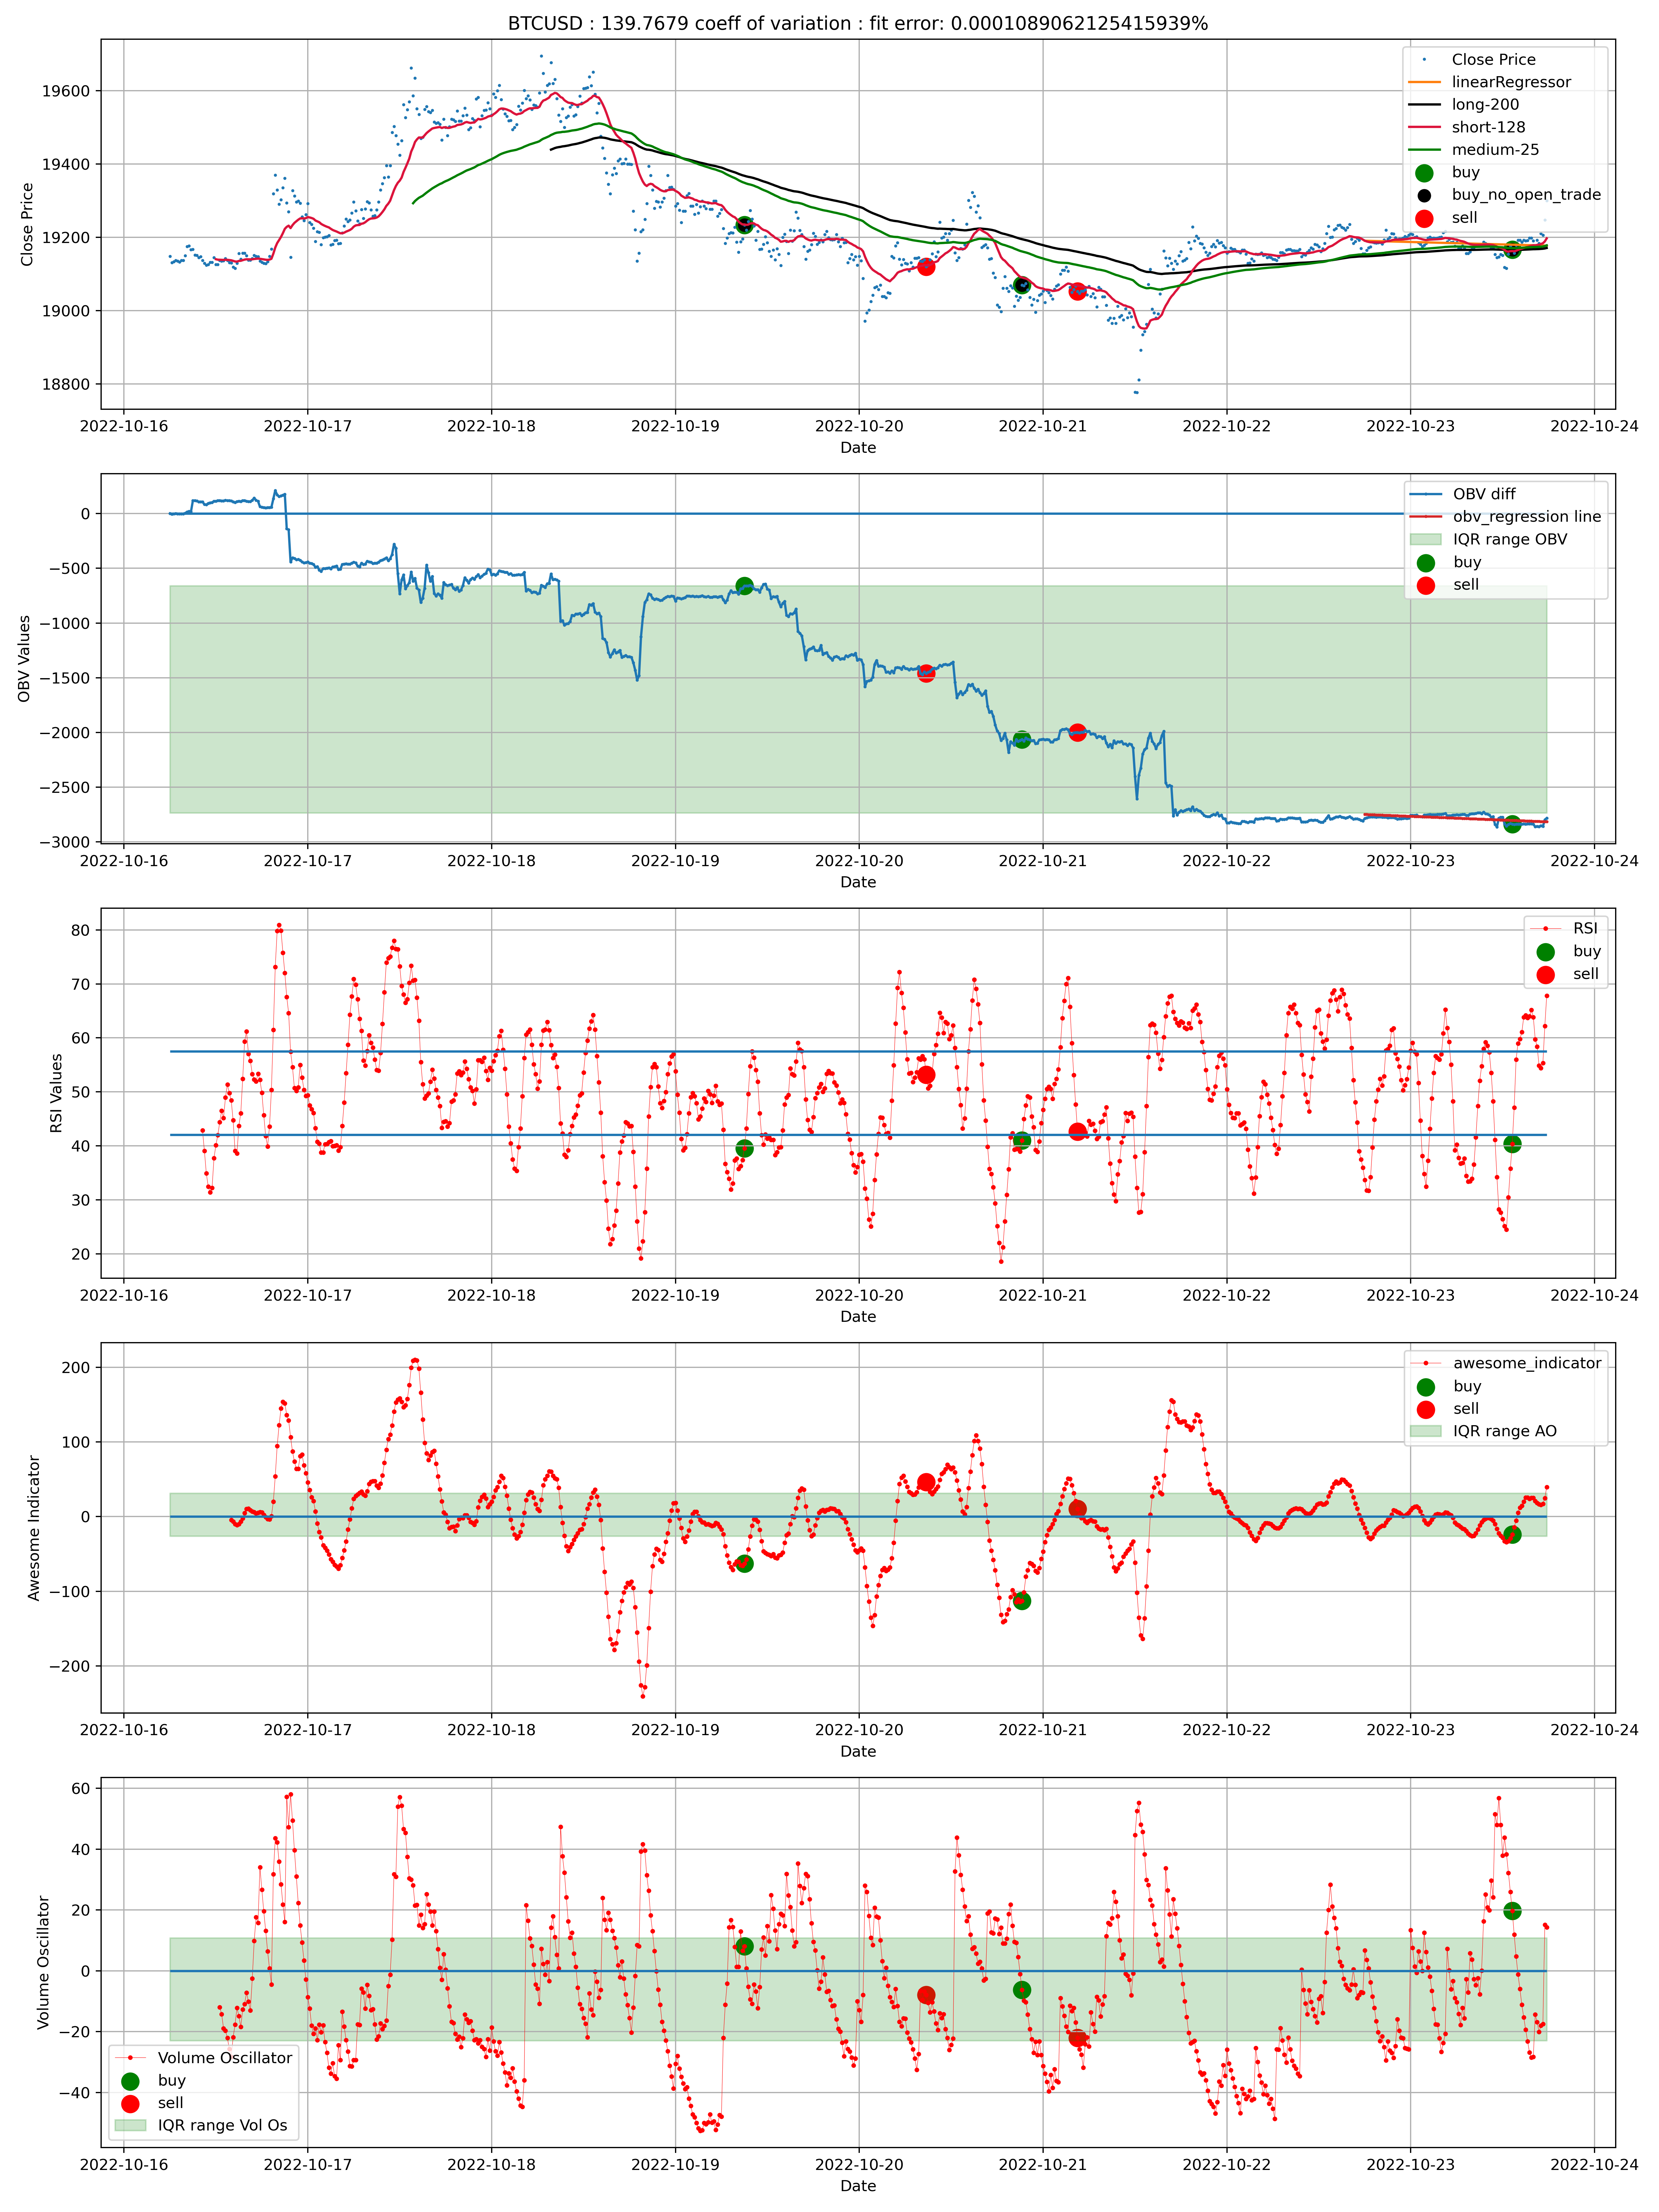 BTCUSD : 139.7679 coeff of variation : fit error: 0.0001089062125415939%
Close Price
19600
19400
19200
19000
18800
Close Price
linearRegressor
long-200
short-128
medium-25
buy
buy_no_open_trade
sell
2022-10-16 2022-10-17 2022-10-18 2022-10-19 2022-10-20 2022-10-21 2022-10-22 2022-10-23 2022-10-24
Date
OBV Values
0
−500
−1000
−1500
−2000
−2500
−3000
OBV diff
obv_regression line
IQR range OBV
buy
sell
2022-10-16 2022-10-17 2022-10-18 2022-10-19 2022-10-20 2022-10-21 2022-10-22 2022-10-23 2022-10-24
Date
RSI Values
80
70
60
50
40
30
20
RSI
buy
sell
2022-10-16 2022-10-17 2022-10-18 2022-10-19 2022-10-20 2022-10-21 2022-10-22 2022-10-23 2022-10-24
Date
Awesome Indicator
200
100
0
−100
−200
awesome_indicator
buy
sell
IQR range AO
2022-10-16 2022-10-17 2022-10-18 2022-10-19 2022-10-20 2022-10-21 2022-10-22 2022-10-23 2022-10-24
Date
Volume Oscillator
60
40
20
0
−20
−40
Volume Oscillator
buy
sell
IQR range Vol Os
2022-10-16 2022-10-17 2022-10-18 2022-10-19 2022-10-20 2022-10-21 2022-10-22 2022-10-23 2022-10-24
Date